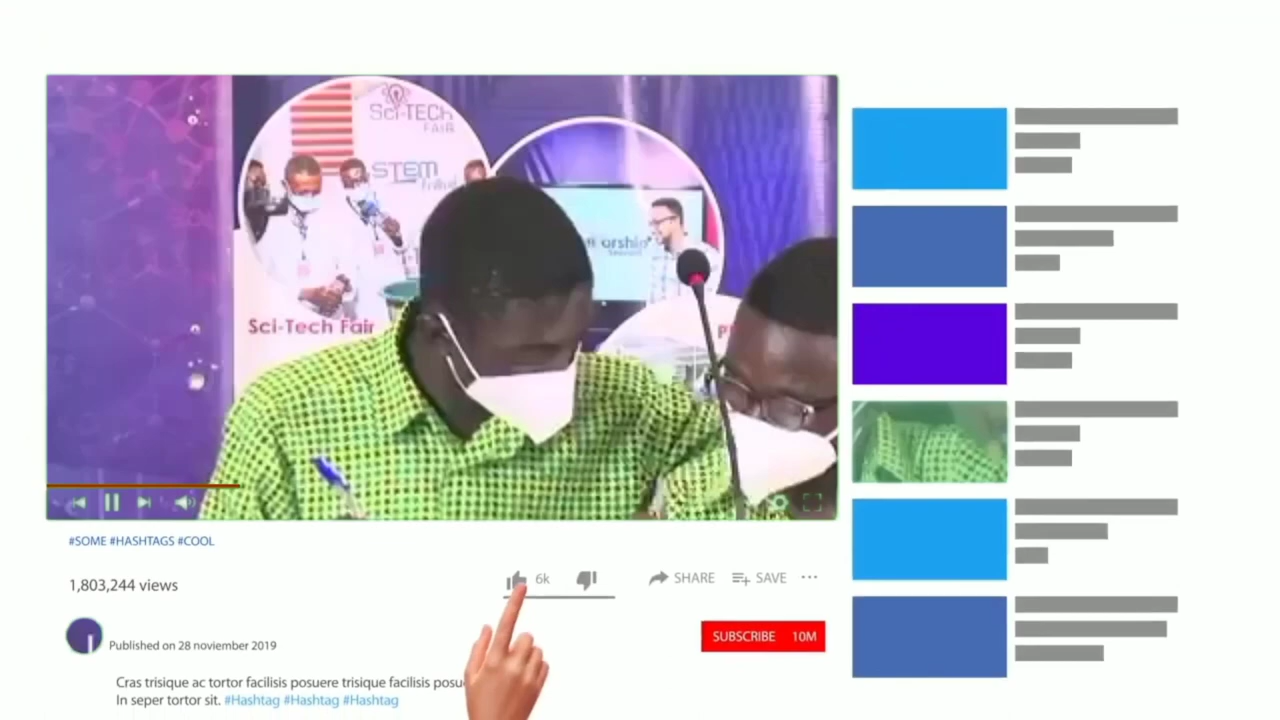 Sci-TECH
FAIR
STEM
Sci-Tech Fair
#SOME #HASHTAGS #COOL
1,803,244 views
6k
SHARE
SAVE
SUBSCRIBE 10M
Published on 28 noviember 2019
Cras trisique ac tortor facilisis posuere trisique facilisis posu
In seper tortor sit. #Hashtag #Hashtag #Hashtag